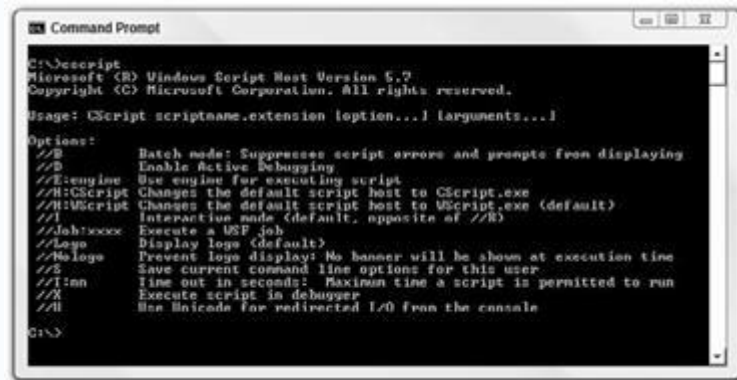 Command Prompt
C:\>cscript
Microsoft (R) Windows Script Host Version 5.7
Copyright (C) Microsoft Corporation. All rights reserved.
Usage: CScript scriptname.extension [option...] [arguments...]
Options:
//B Batch mode: Suppresses script errors and prompts from displaying
//D Enable Active Debugging
//E:engine Use engine for executing script
//H:CScript Changes the default script host to CScript.exe
//H:WScript Changes the default script host to WScript.exe (default)
//I Interactive mode (default, opposite of //B)
//Job:xxxx Execute a WSF job
//Logo Display logo (default)
//Nologo Prevent logo display: No banner will be shown at execution time
//S Save current command line options for this user
//T:nn Time out in seconds: Maximum time a script is permitted to run
//X Execute script in debugger
//U Use Unicode for redirected I/O from the console
C:\>